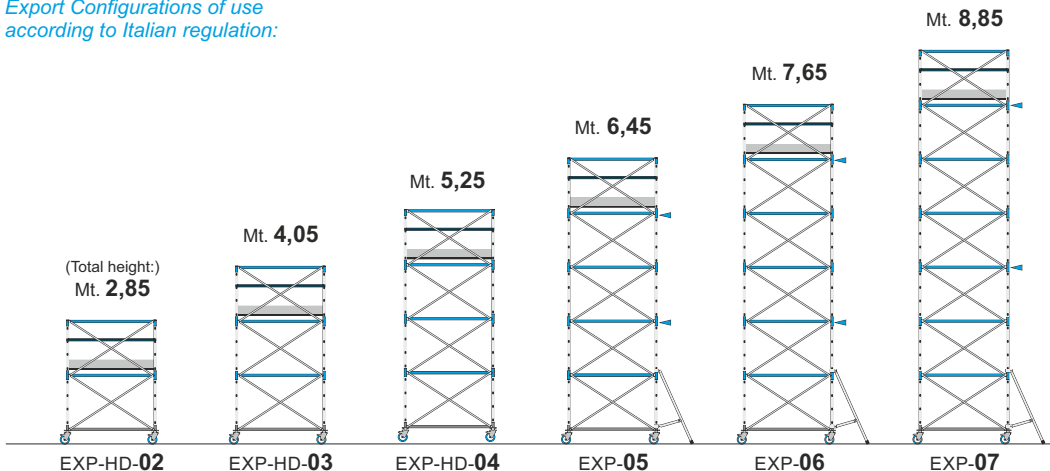 Export Configurations of use
according to Italian regulation:
(Total height:)
Mt. 2,85
Mt. 4,05
Mt. 5,25
Mt. 6,45
Mt. 7,65
Mt. 8,85
EXP-HD-02
EXP-HD-03
EXP-HD-04
EXP-05
EXP-06
EXP-07